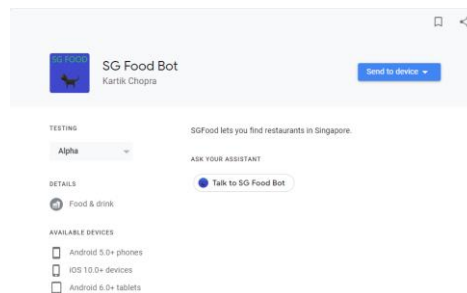 SG FOOD
SG Food Bot
Kartik Chopra
Send to device
TESTING
Alpha
SGFood lets you find restaurants in Singapore.
ASK YOUR ASSISTANT
Talk to SG Food Bot
DETAILS
Food & drink
AVAILABLE DEVICES
Android 5.0+ phones
iOS 10.0+ devices
Android 6.0+ tablets